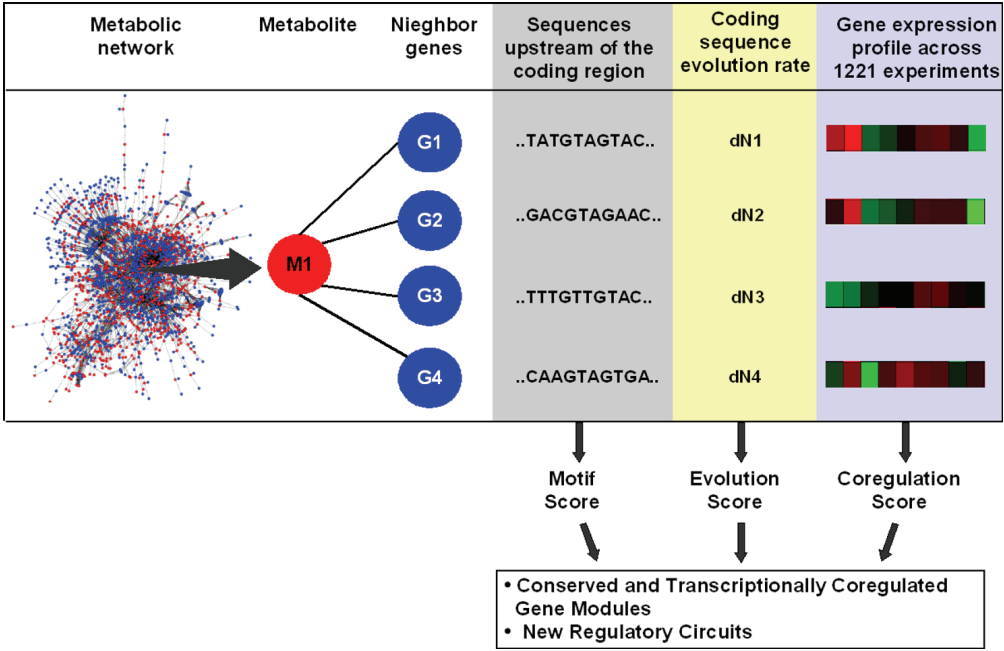 Metabolic
network
Metabolite
Nieghbor
genes
Sequences
upstream of the
coding region
Coding
sequence
evolution rate
Gene expression
profile across
1221 experiments
M1
G1
..TATGTAGTAC..
dN1
G2
..GACGTAGAAC..
dN2
G3
..TTTGTTGTAC..
dN3
G4
..CAAGTAGTGA..
dN4
Motif
Score
Evolution
Score
Coregulation
Score
• Conserved and Transcriptionally Coregulated
Gene Modules
• New Regulatory Circuits